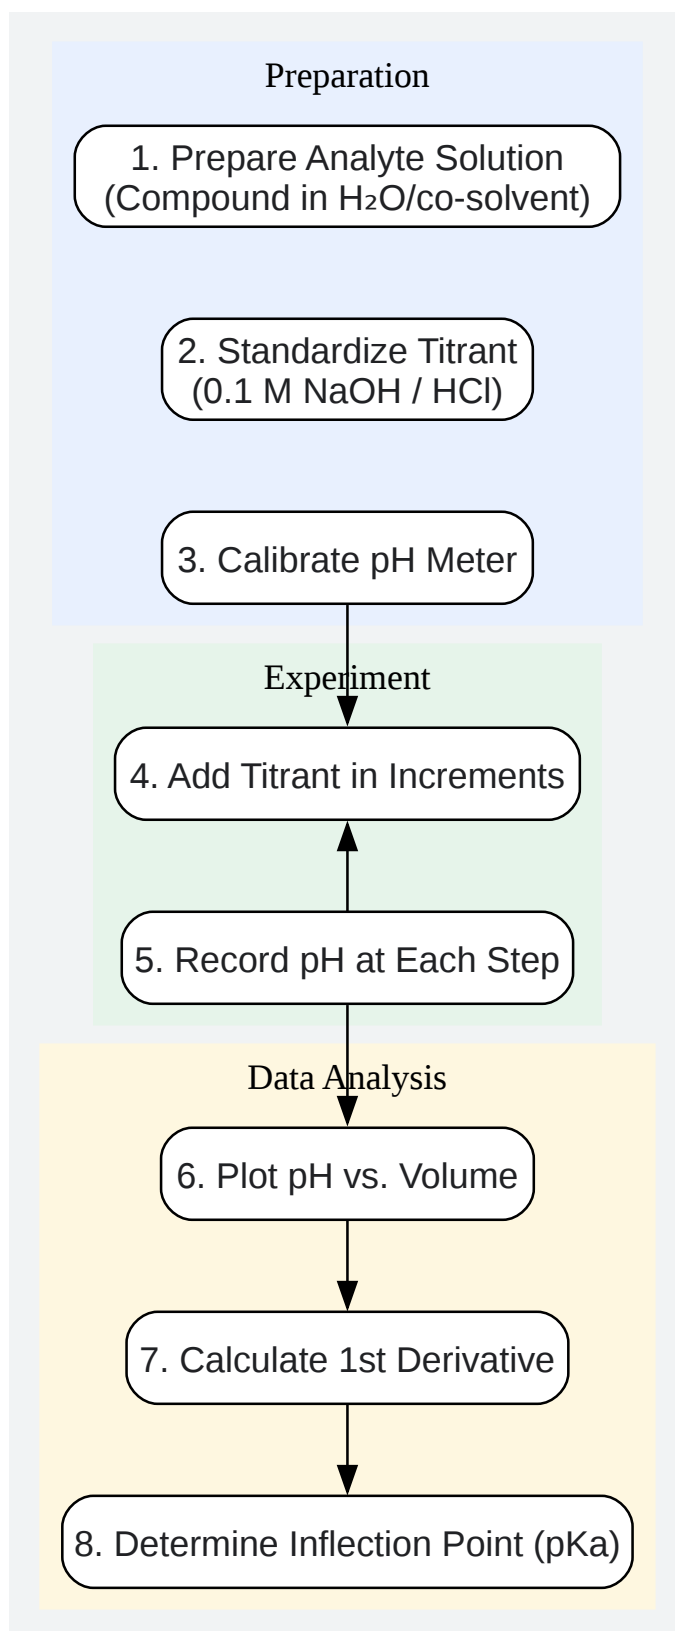 Preparation
1. Prepare Analyte Solution
(Compound in H₂O/co-solvent)
2. Standardize Titrant
(0.1 M NaOH / HCl)
3. Calibrate pH Meter
Experiment
4. Add Titrant in Increments
5. Record pH at Each Step
Data Analysis
6. Plot pH vs. Volume
7. Calculate 1st Derivative
8. Determine Inflection Point (pKa)